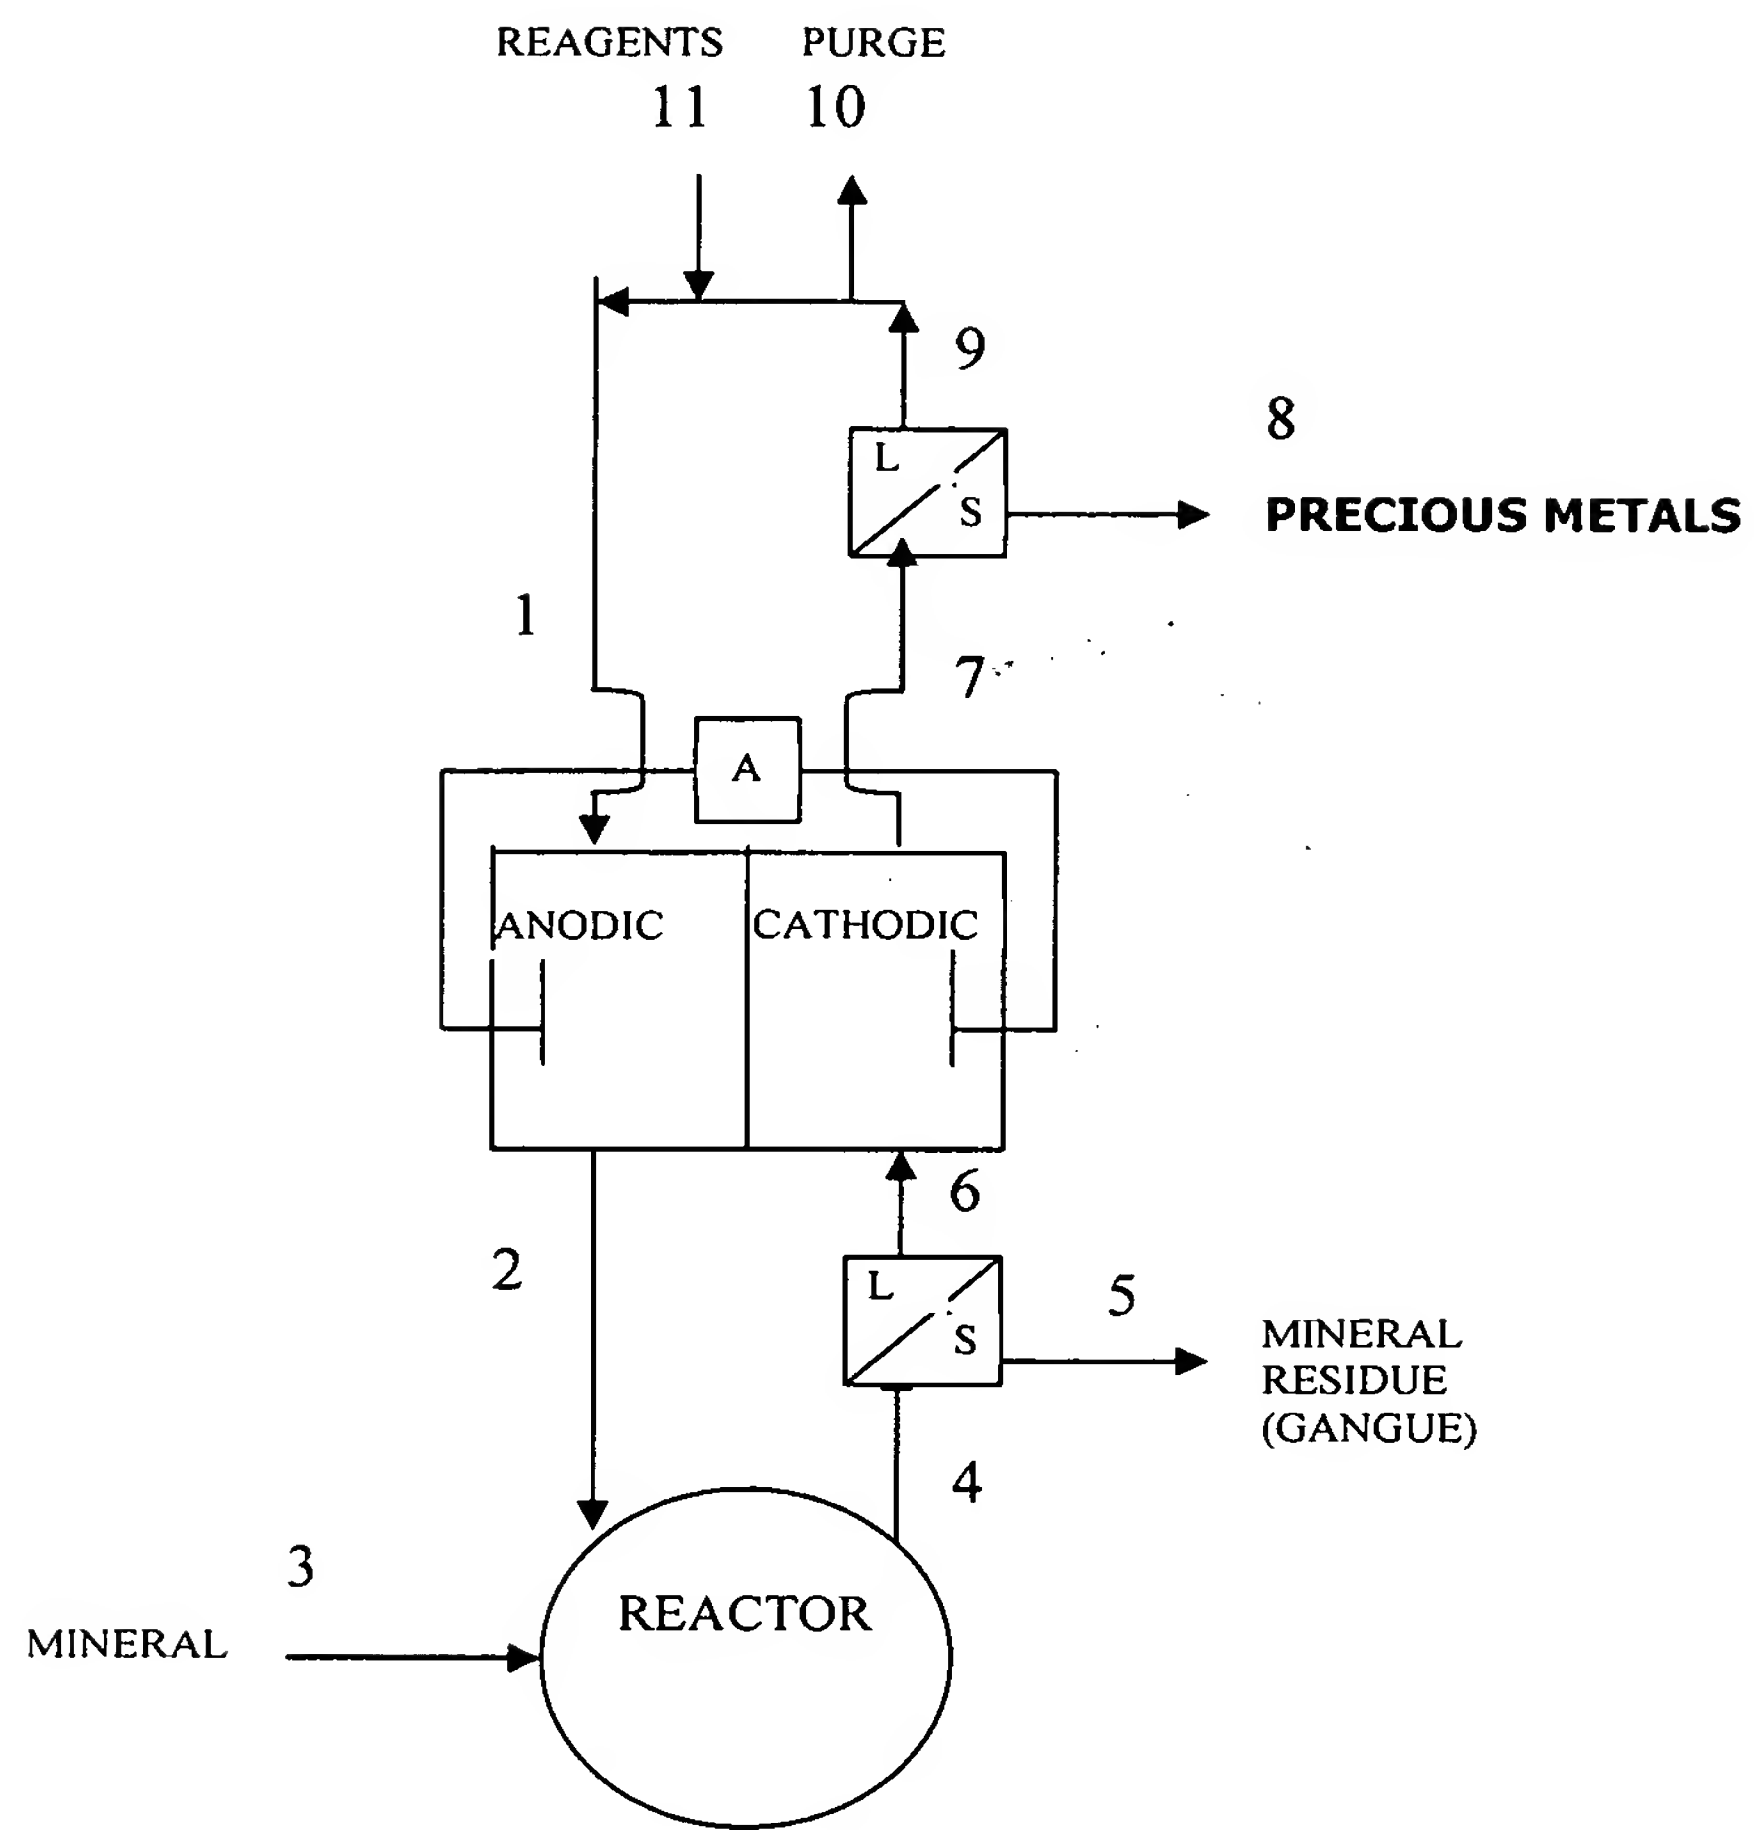 REAGENTS PURGE
11 10
9
8
L
S
PRECIOUS METALS
1
7
A
ANODIC CATHODIC
6
2
L
S
5
MINERAL
RESIDUE
(GANGUE)
4
3
REACTOR
MINERAL